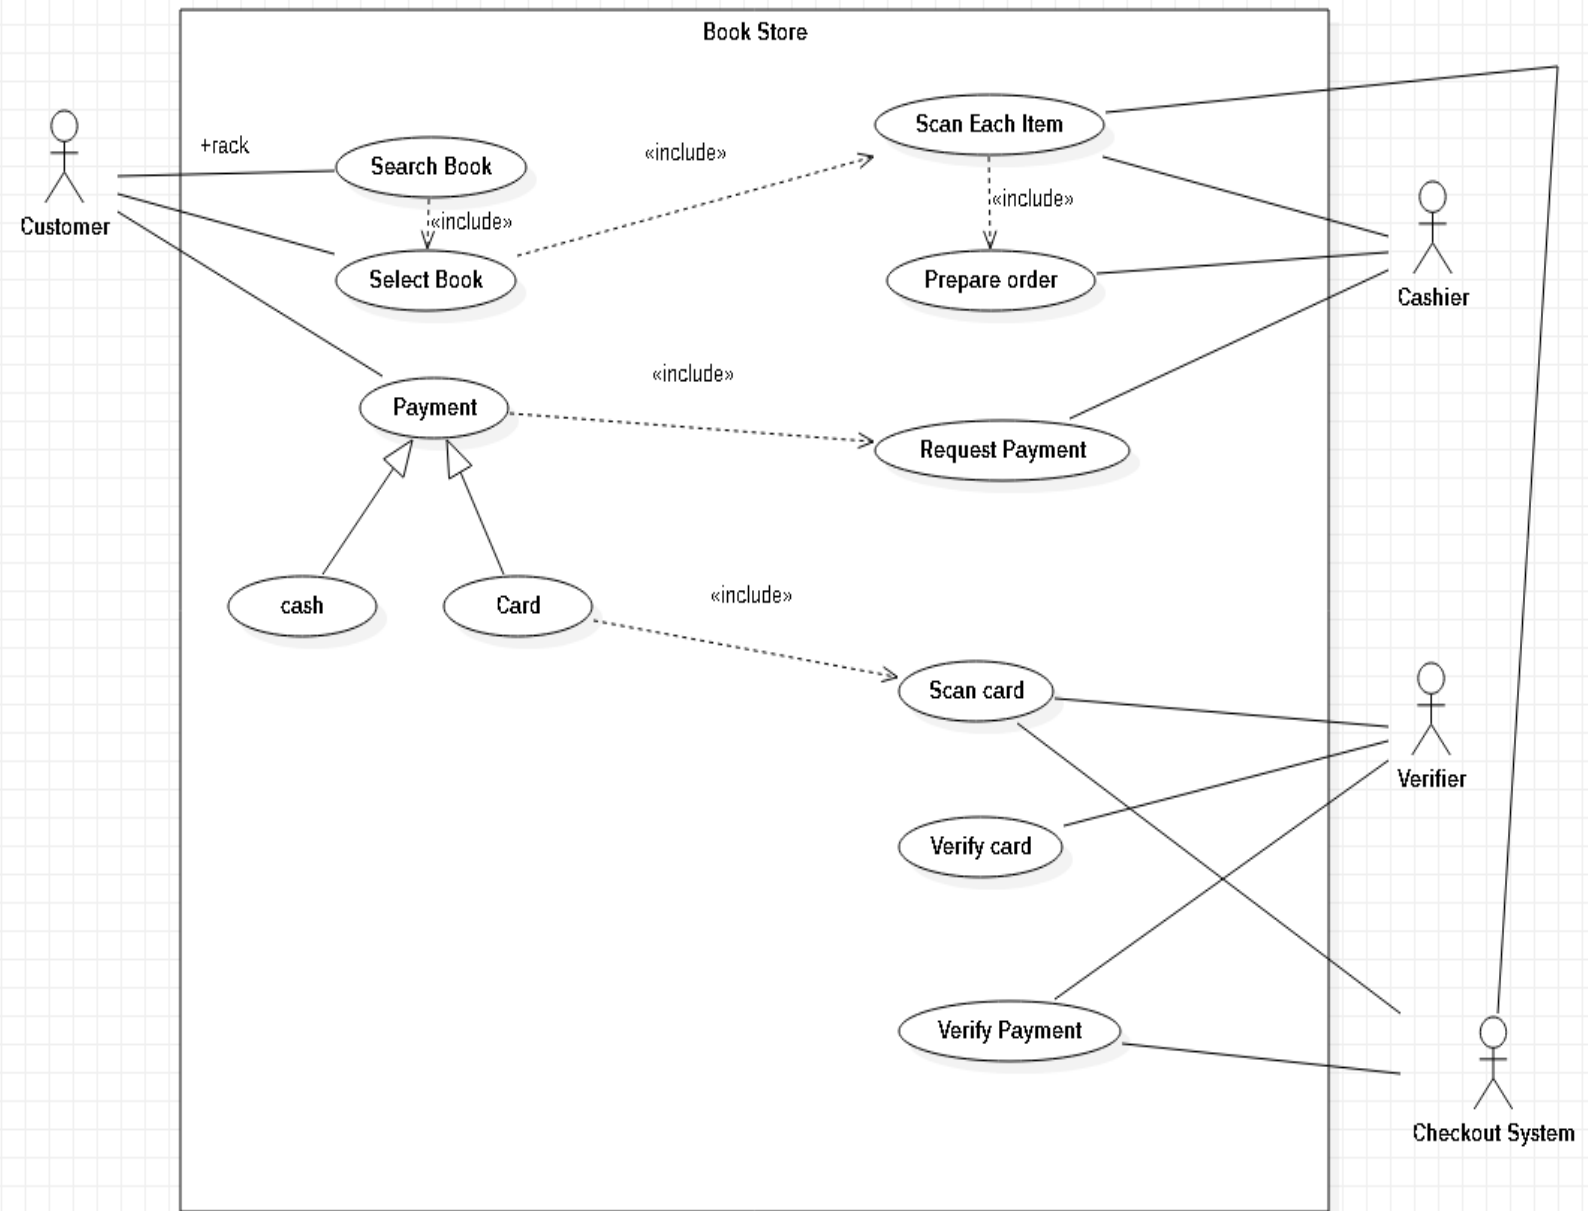 Book Store
Scan Each Item
+rack
«include»
Search Book
«include»
«include»
Customer
Select Book
Prepare order
Cashier
«include»
Payment
Request Payment
«include»
cash
Card
Scan card
Verifier
Verify card
Verify Payment
Checkout System